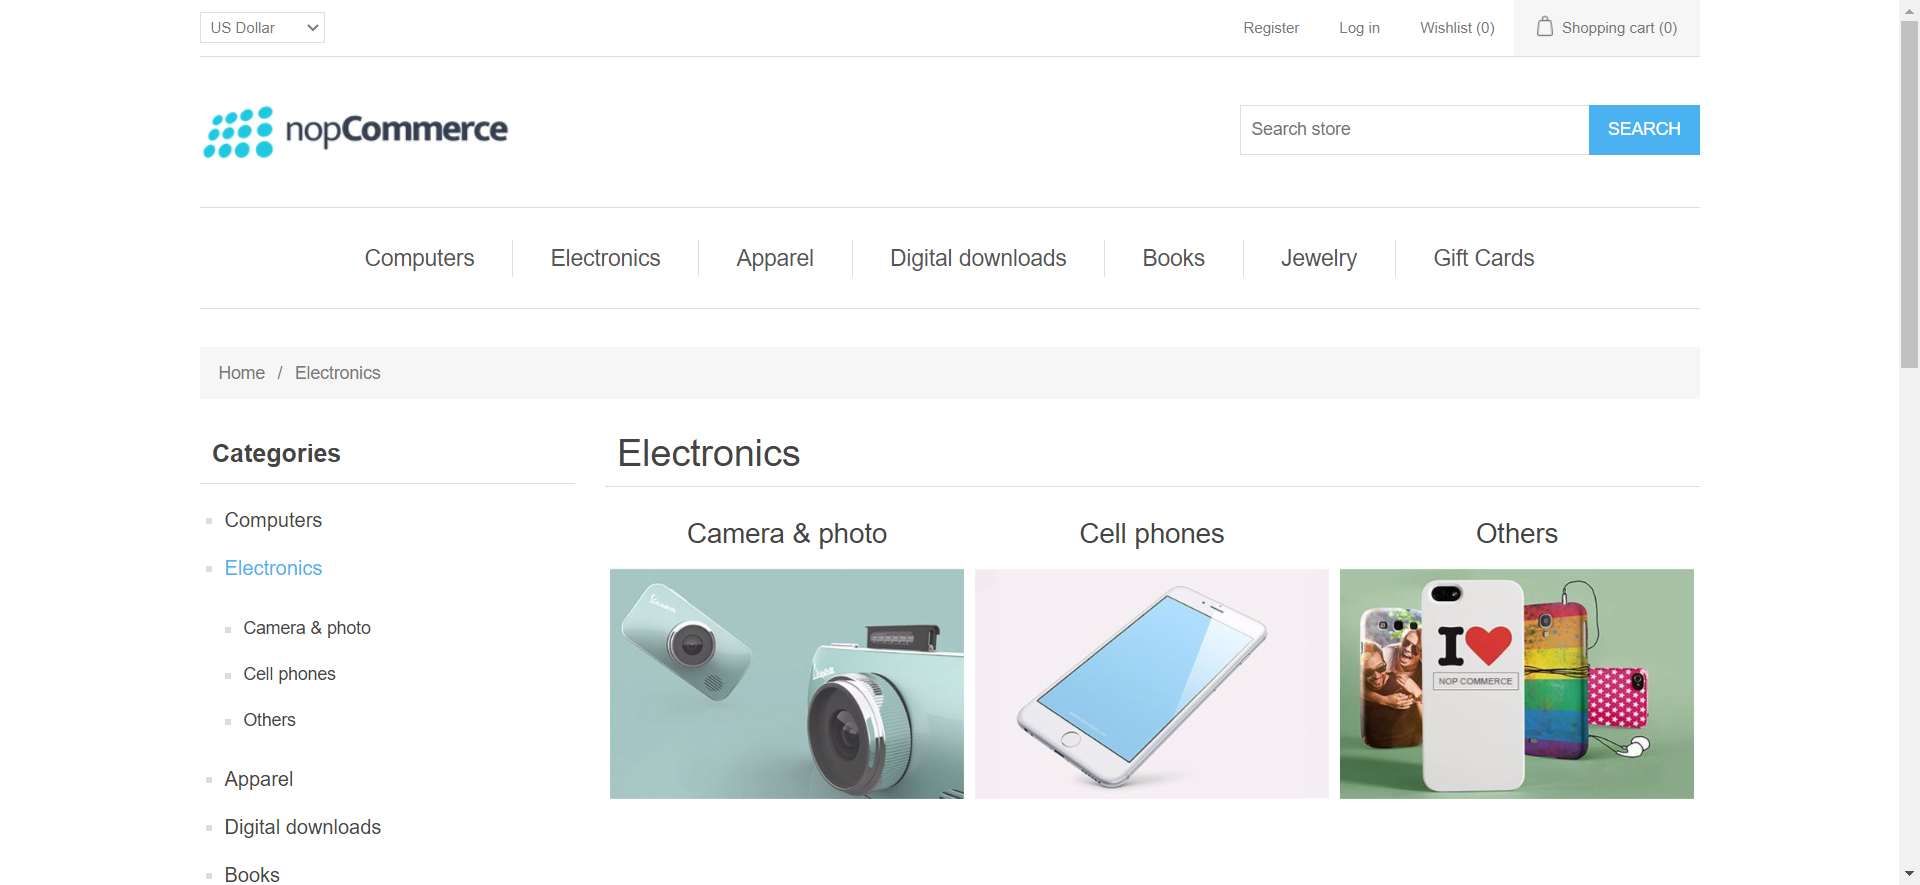 US Dollar
Register
Log in
Wishlist (0)
Shopping cart (0)
nopCommerce
Search store
SEARCH
Computers
Electronics
Apparel
Digital downloads
Books
Jewelry
Gift Cards
Home / Electronics
Categories
Computers
Electronics
Camera & photo
Cell phones
Others
Apparel
Digital downloads
Books
Electronics
Camera & photo
Cell phones
Others
Vespa
I
NOP COMMERCE